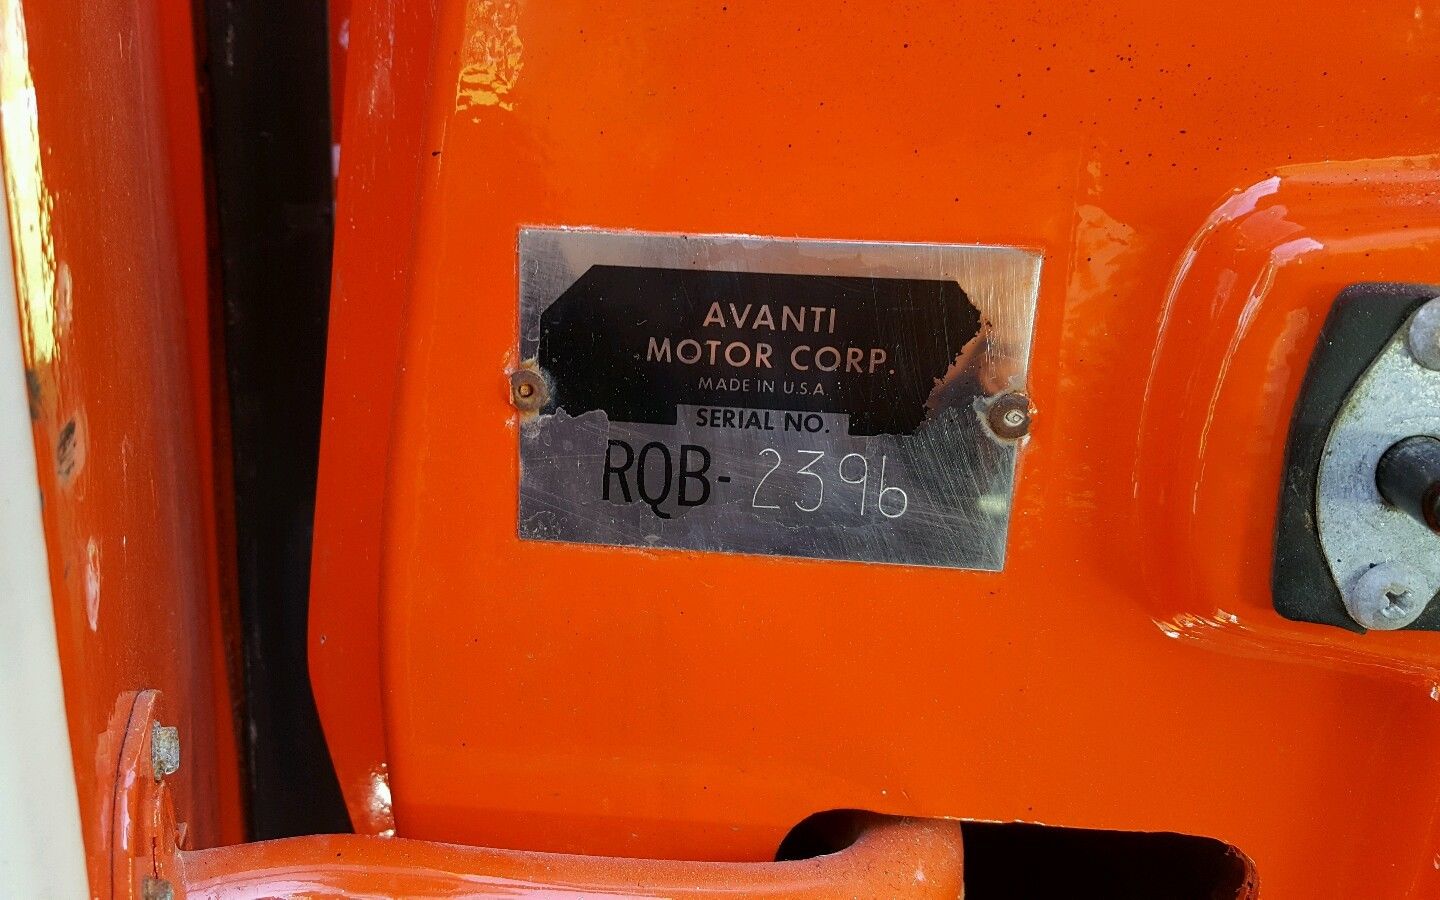 AVANTI
MOTOR CORP.
MADE IN U.S.A.
SERIAL NO.
RQB-2396